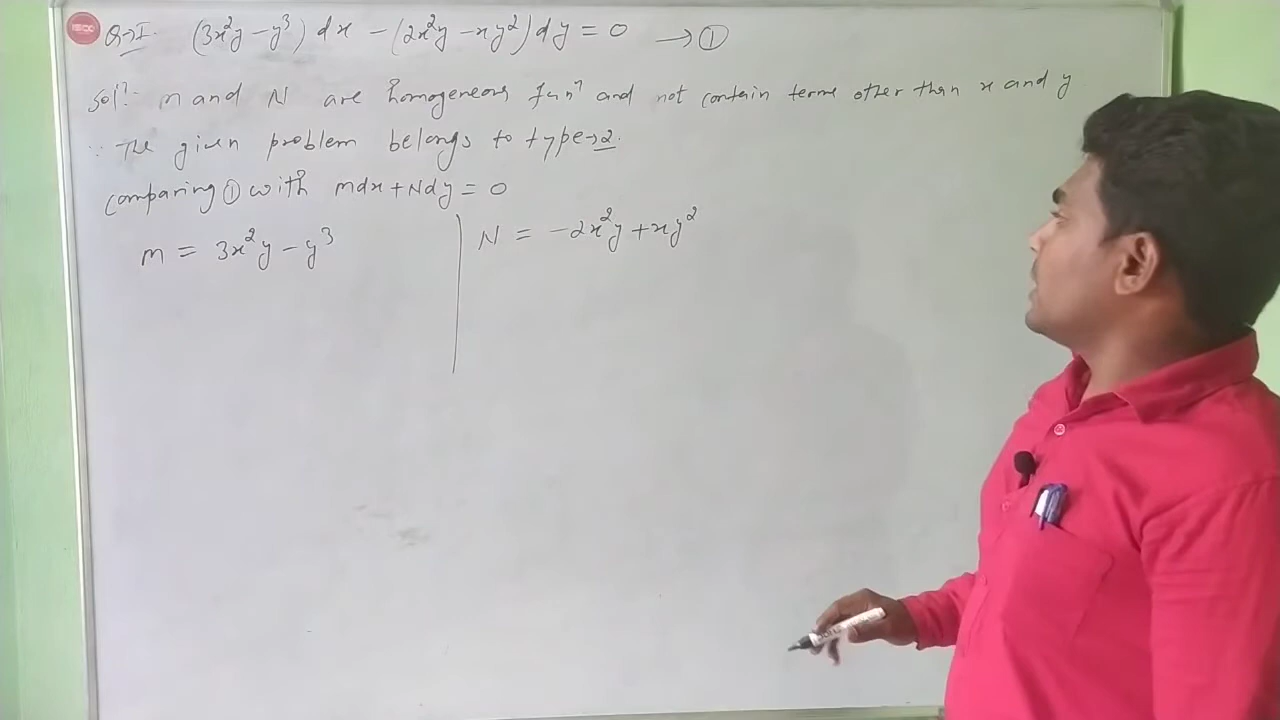 Q→I. (3x²y - y³) dx - (2x²y - xy²) dy = 0 → ①
Solⁿ:- m and N are homogeneous funⁿ and not contain terms other than x and y
∵ The given problem belongs to type→2.
comparing ① with mdx + Ndy = 0
m = 3x²y - y³
N = -2x²y + xy²